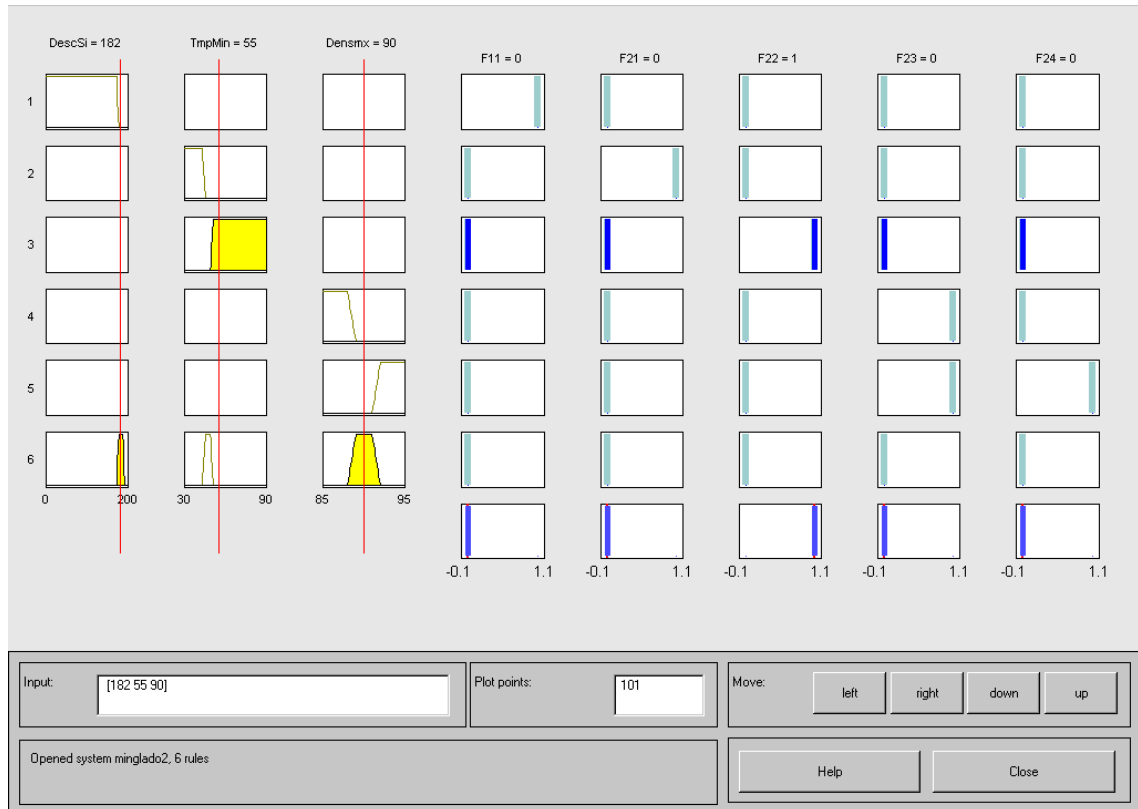 DescSi = 182 TmpMin = 55 Densmx = 90 F11 = 0 F21 = 0 F22 = 1 F23 = 0 F24 = 0
1
2
3
4
5
6
0 200 30 90 85 95
-0.1 1.1 -0.1 1.1 -0.1 1.1 -0.1 1.1 -0.1 1.1
Input: [182 55 90] Plot points: 101 Move: left right down up
Opened system minglado2, 6 rules Help Close